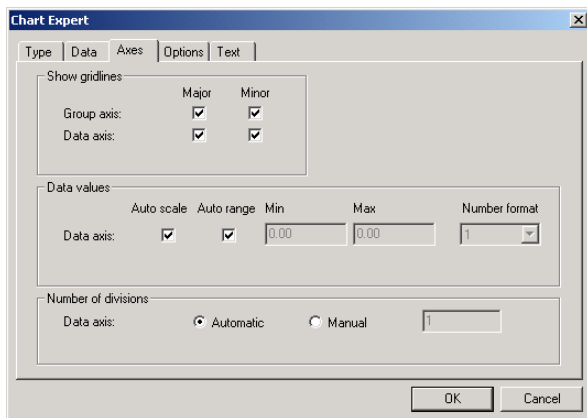 Chart Expert
Type Data Axes Options Text
Show gridlines
Major Minor
Group axis:
Data axis:
Data values
Auto scale Auto range Min Max Number format
Data axis: 0.00 0.00 1
Number of divisions
Data axis: Automatic Manual 1
OK Cancel